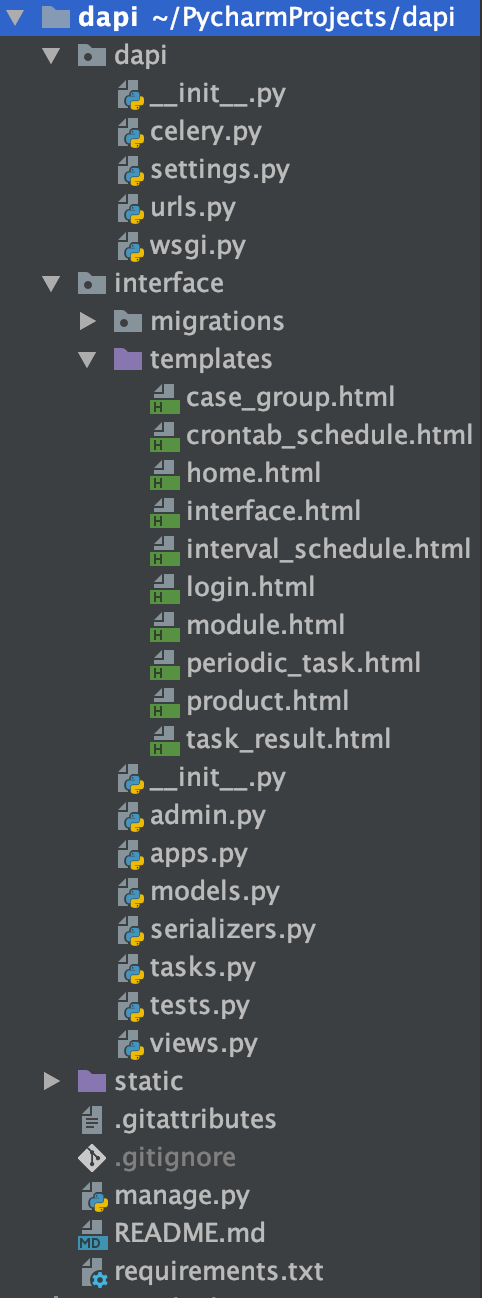 dapi ~/PycharmProjects/dapi
dapi
__init__.py
celery.py
settings.py
urls.py
wsgi.py
interface
migrations
templates
case_group.html
crontab_schedule.html
home.html
interface.html
interval_schedule.html
login.html
module.html
periodic_task.html
product.html
task_result.html
__init__.py
admin.py
apps.py
models.py
serializers.py
tasks.py
tests.py
views.py
static
.gitattributes
.gitignore
manage.py
README.md
requirements.txt